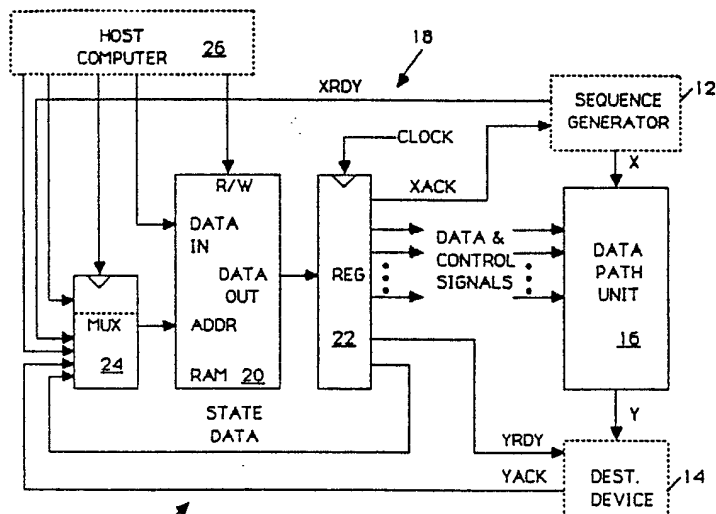 HOST
COMPUTER
26
18
XRDY
SEQUENCE
GENERATOR
12
CLOCK
X
R/W
XACK
DATA
IN
DATA
OUT
REG
DATA &
CONTROL
SIGNALS
DATA
PATH
UNIT
16
MUX
24
ADDR
22
RAM 20
STATE
DATA
Y
YRDY
YACK
DEST.
DEVICE
14